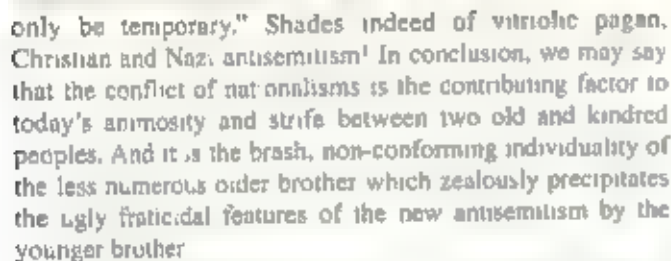 only be temporary." Shades indeed of vitriolic pagan,
Christian and Nazi antisemitism! In conclusion, we may say
that the conflict of nationalisms is the contributing factor to
today's animosity and strife between two old and kindred
peoples. And it is the brash, non-conforming individuality of
the less numerous older brother which zealously precipitates
the ugly fratricidal features of the new antisemitism by the
younger brother